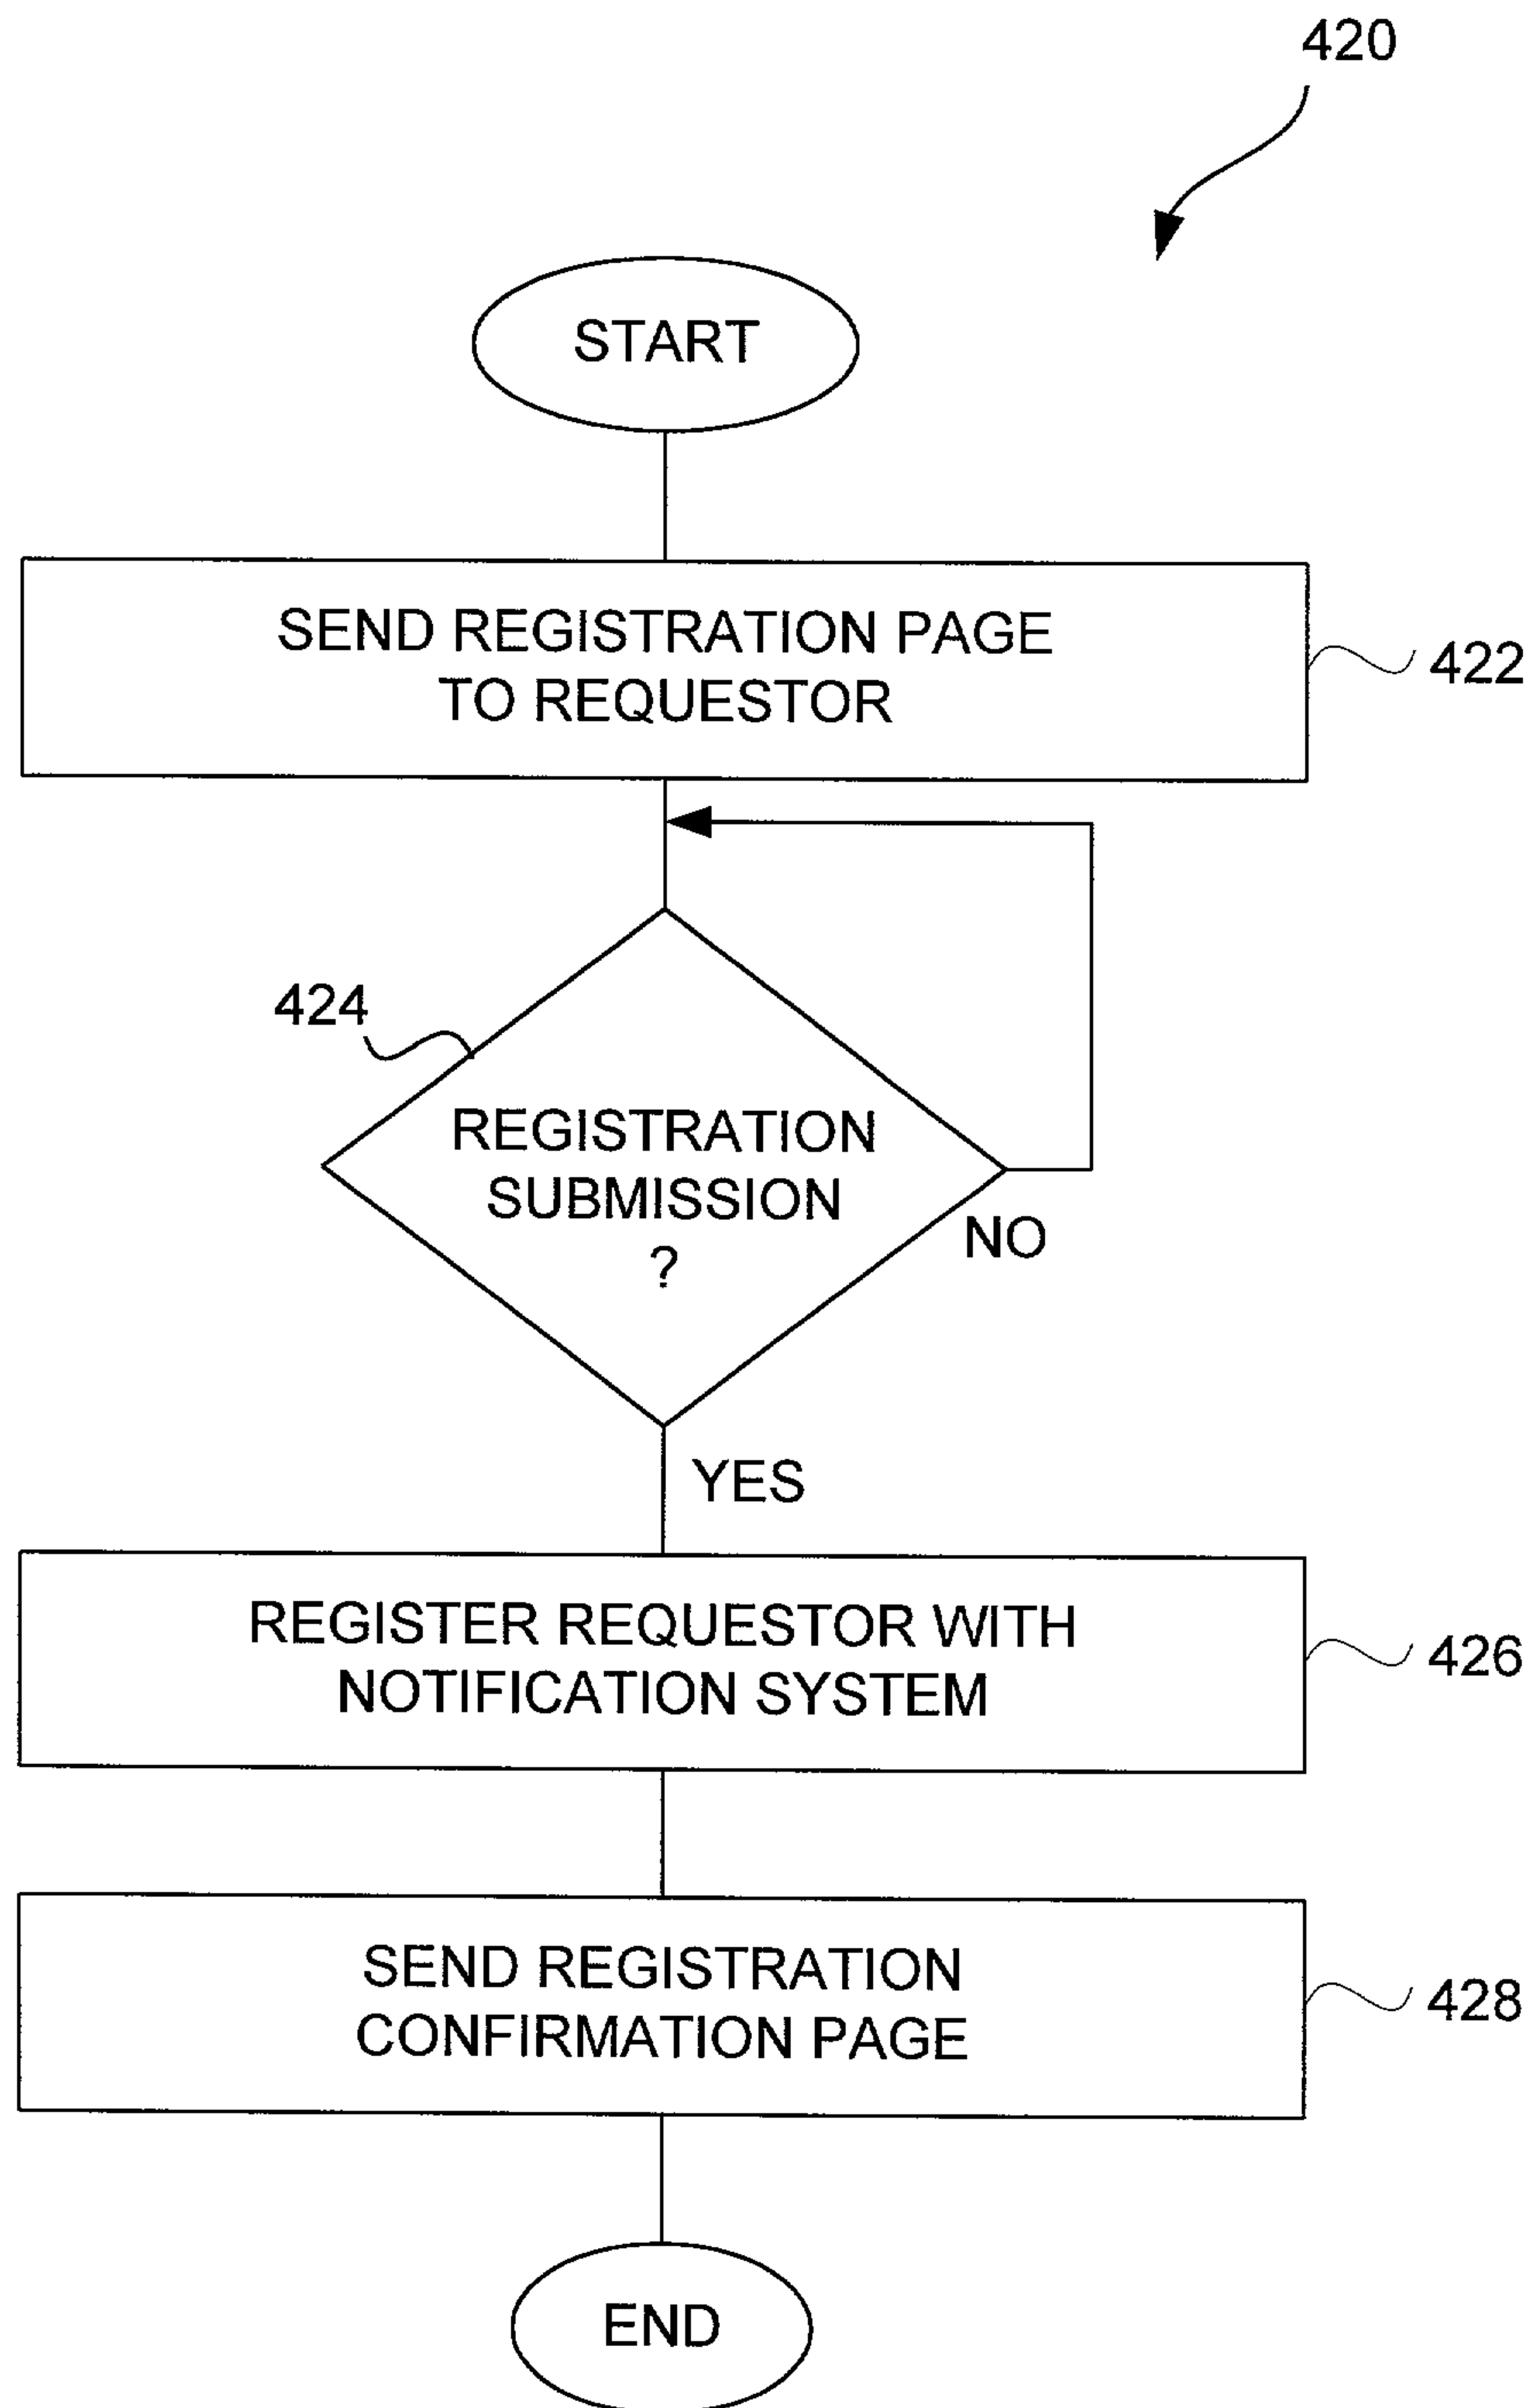 420
START
SEND REGISTRATION PAGE
TO REQUESTOR
422
424
REGISTRATION
SUBMISSION
?
NO
YES
REGISTER REQUESTOR WITH
NOTIFICATION SYSTEM
426
SEND REGISTRATION
CONFIRMATION PAGE
428
END